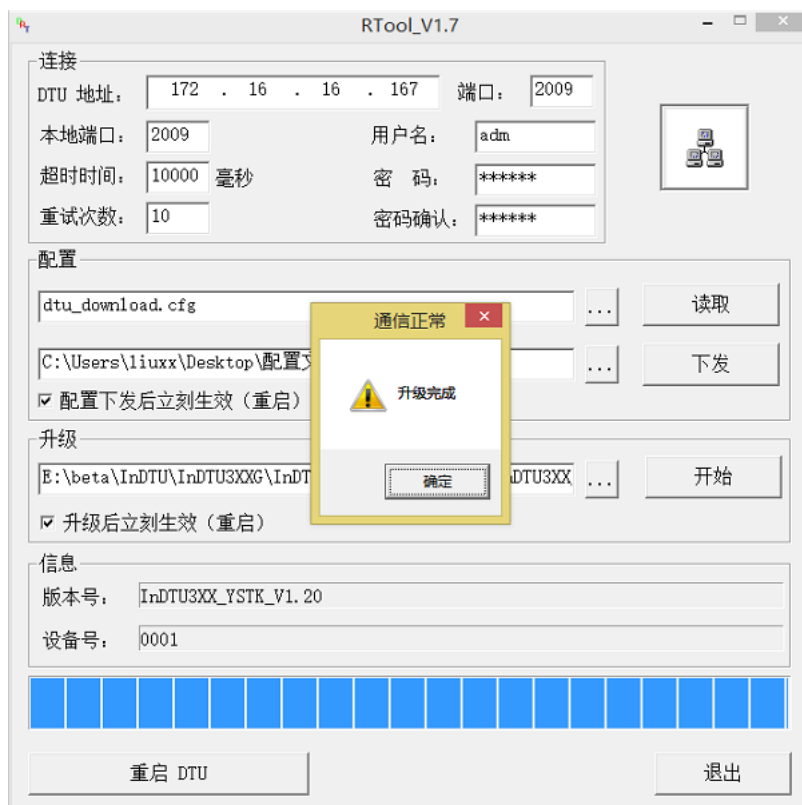 RTool_V1.7
连接
DTU 地址： 172 . 16 . 16 . 167 端口： 2009
本地端口： 2009 用户名： adm
超时时间： 10000 毫秒 密 码： ******
重试次数： 10 密码确认： ******
配置
dtu_download.cfg ... 读取
通信正常
C:\Users\liuxx\Desktop\配置 ... 下发
升级完成
配置下发后立刻生效（重启）
升级
确定
E:\beta\InDTU\InDTU3XXG\InDT DTU3XX ... 开始
升级后立刻生效（重启）
信息
版本号： InDTU3XX_YSTK_V1.20
设备号： 0001
重启 DTU 退出